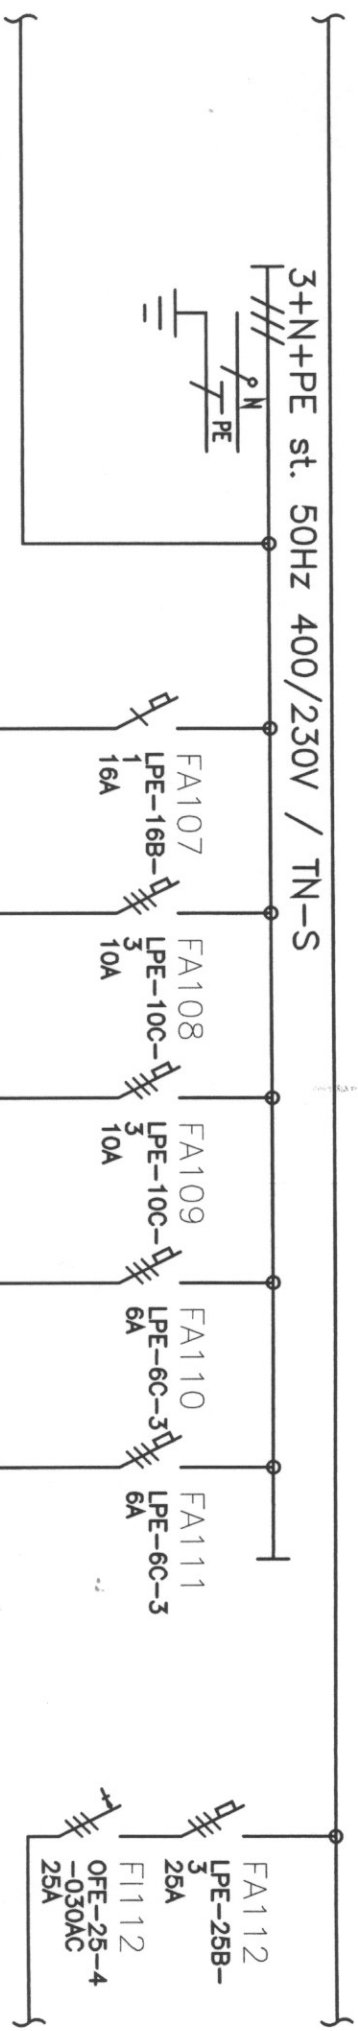 3+N+PE st. 50Hz 400/230V / TN-S
N
PE
FA107
LPE-16B-
1
16A
FA108
LPE-10C-
3
10A
FA109
LPE-10C-
3
10A
FA110
LPE-6C-3
6A
FA111
LPE-6C-3
6A
FA112
LPE-25B-
3
25A
FI112
OFE-25-4
-030AC
25A